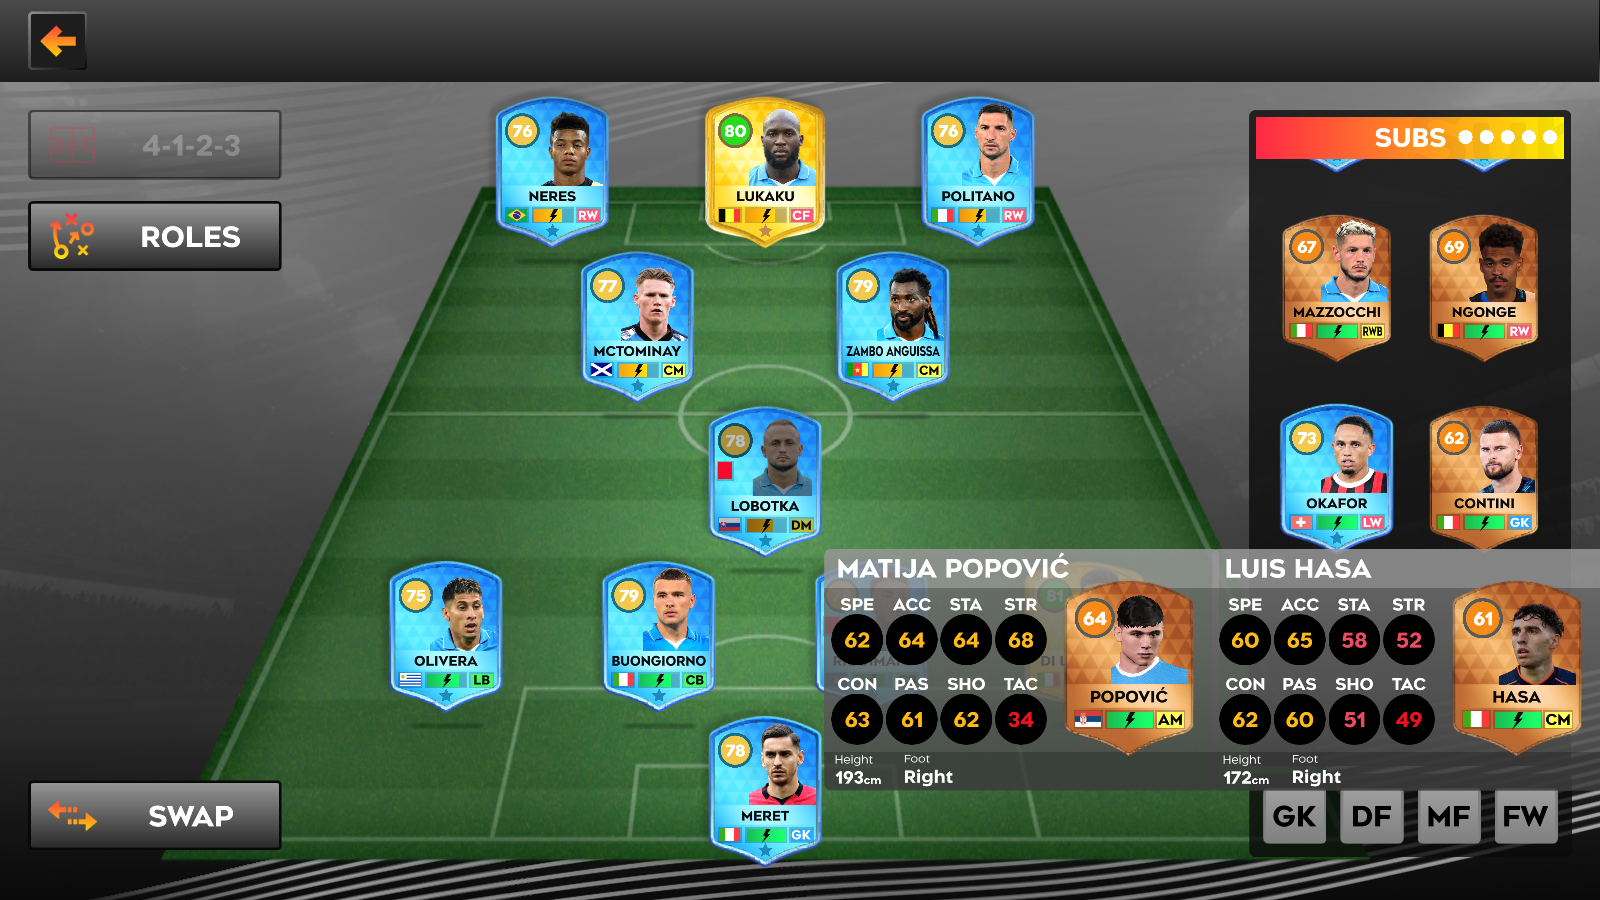 4-1-2-3
ROLES
SWAP
76
NERES
RW
80
LUKAKU
CF
76
POLITANO
RW
77
MCTOMINAY
CM
79
ZAMBO ANGUISSA
CM
78
LOBOTKA
DM
75
OLIVERA
LB
79
BUONGIORNO
CB
81
DI L
78
MERET
GK
SUBS
67
MAZZOCCHI
RWB
69
NGONGE
RW
73
OKAFOR
LW
62
CONTINI
GK
MATIJA POPOVIĆ
SPE ACC STA STR
62 64 64 68
CON PAS SHO TAC
63 61 62 34
Height Foot
193cm Right
64
POPOVIĆ
AM
LUIS HASA
SPE ACC STA STR
60 65 58 52
CON PAS SHO TAC
62 60 51 49
Height Foot
172cm Right
61
HASA
CM
GK DF MF FW